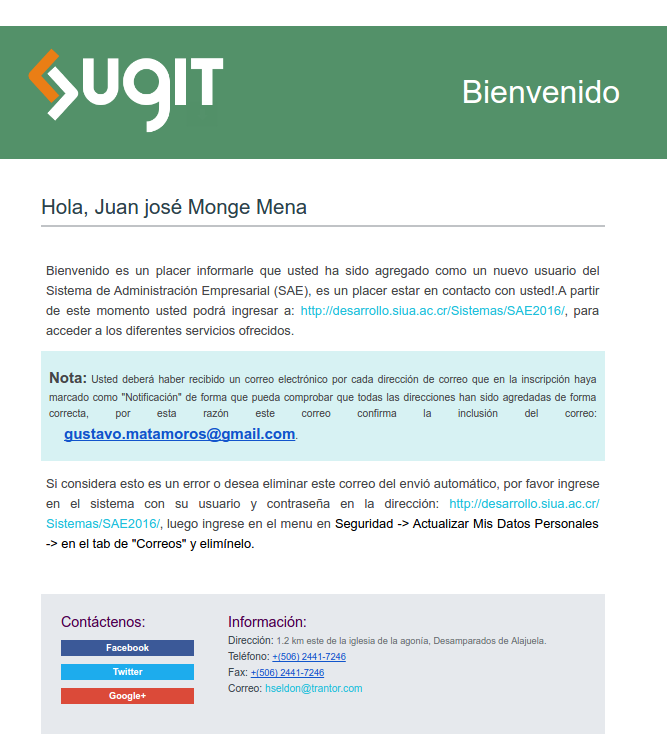 SUGIT
Bienvenido
Hola, Juan josé Monge Mena
Bienvenido es un placer informarle que usted ha sido agregado como un nuevo usuario del
Sistema de Administración Empresarial (SAE), es un placer estar en contacto con usted!.A partir
de este momento usted podrá ingresar a: http://desarrollo.siua.ac.cr/Sistemas/SAE2016/, para
acceder a los diferentes servicios ofrecidos.
Nota: Usted deberá haber recibido un correo electrónico por cada dirección de correo que en la inscripción haya
marcado como "Notificación" de forma que pueda comprobar que todas las direcciones han sido agredadas de forma
correcta, por esta razón este correo confirma la inclusión del correo:
gustavo.matamoros@gmail.com.
Si considera esto es un error o desea eliminar este correo del envió automático, por favor ingrese
en el sistema con su usuario y contraseña en la dirección: http://desarrollo.siua.ac.cr/
Sistemas/SAE2016/, luego ingrese en el menu en Seguridad -> Actualizar Mis Datos Personales
-> en el tab de "Correos" y elimínelo.
Contáctenos:
Facebook
Twitter
Google+
Información:
Dirección: 1.2 km este de la iglesia de la agonía, Desamparados de Alajuela.
Teléfono: +(506) 2441-7246
Fax: +(506) 2441-7246
Correo: hseldon@trantor.com